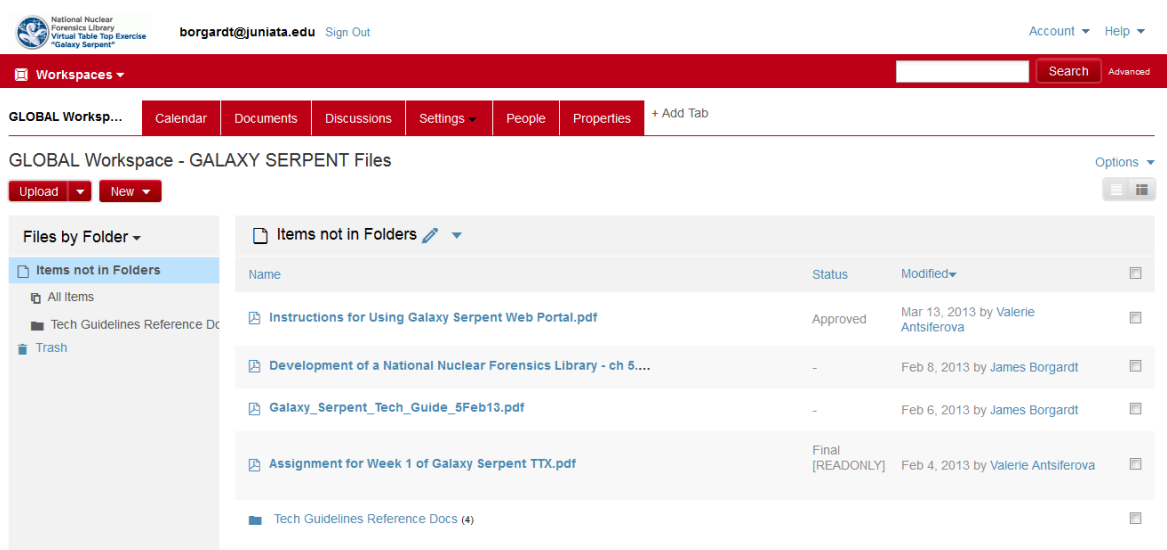 National Nuclear
Forensics Library
Virtual Table Top Exercise
"Galaxy Serpent"
borgardt@juniata.edu Sign Out
Account Help
Workspaces
Search Advanced
GLOBAL Worksp... Calendar Documents Discussions Settings People Properties + Add Tab
GLOBAL Workspace - GALAXY SERPENT Files
Options
Upload New
Files by Folder
Items not in Folders
All Items
Tech Guidelines Reference Dc
Trash
Items not in Folders
Name Status Modified
Instructions for Using Galaxy Serpent Web Portal.pdf Approved Mar 13, 2013 by Valerie
Antsiferova
Development of a National Nuclear Forensics Library - ch 5.... - Feb 8, 2013 by James Borgardt
Galaxy_Serpent_Tech_Guide_5Feb13.pdf - Feb 6, 2013 by James Borgardt
Assignment for Week 1 of Galaxy Serpent TTX.pdf Final
[READONLY] Feb 4, 2013 by Valerie Antsiferova
Tech Guidelines Reference Docs (4)